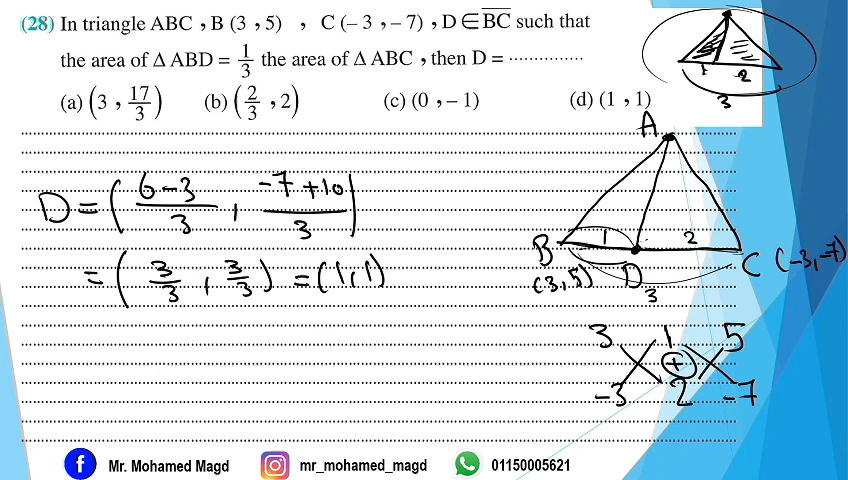 (28) In triangle ABC , B (3 , 5) , C (– 3 , – 7) , D ∈ BC such that
the area of Δ ABD = 1/3 the area of Δ ABC , then D = ...............
(a) (3 , 17/3) (b) (2/3 , 2) (c) (0 , – 1) (d) (1 , 1)
1 2
3
A
D = ( 6-3/3 , -7+10/3 )
B 1 2
(3,5) D 3 C (-3,-7)
= ( 3/3 , 3/3 ) = (1,1)
3 1 5
+
-3 2 -7
f Mr. Mohamed Magd mr_mohamed_magd 01150005621